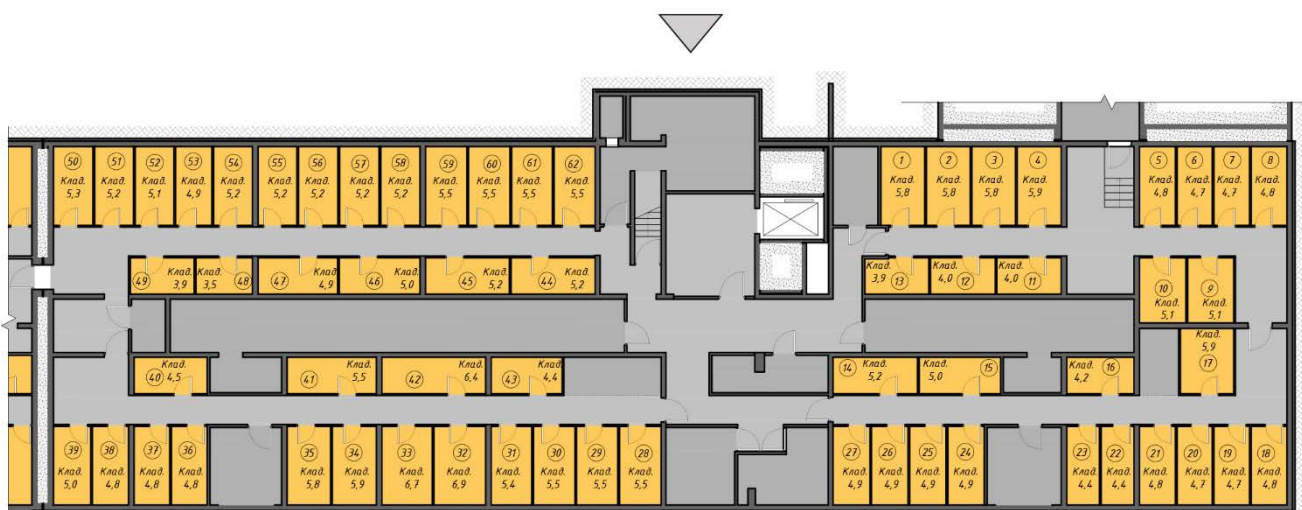 50 51 52 53 54 55 56 57 58 59 60 61 62
Клад. Клад. Клад. Клад. Клад. Клад. Клад. Клад. Клад. Клад. Клад. Клад. Клад.
5,3 5,2 5,1 4,9 5,2 5,2 5,2 5,2 5,2 5,5 5,5 5,5 5,5
1 2 3 4 5 6 7 8
Клад. Клад. Клад. Клад. Клад. Клад. Клад. Клад.
5,8 5,8 5,8 5,9 4,8 4,7 4,7 4,8
49 Клад. 3,9
Клад. 3,5 48
47 Клад. 4,9
46 Клад. 5,0
45 Клад. 5,2
44 Клад. 5,2
Клад. 3,9 13
Клад. 4,0 12
Клад. 4,0 11
10 9
Клад. Клад.
5,1 5,1
Клад.
5,9
17
40 Клад. 4,5
41 Клад. 5,5
42 Клад. 6,4
43 Клад. 4,4
14 Клад. 5,2
Клад. 5,0 15
Клад. 4,2 16
39 38 37 36 35 34 33 32 31 30 29 28
Клад. Клад. Клад. Клад. Клад. Клад. Клад. Клад. Клад. Клад. Клад. Клад.
5,0 4,8 4,8 4,8 5,8 5,9 6,7 6,9 5,4 5,5 5,5 5,5
27 26 25 24 23 22 21 20 19 18
Клад. Клад. Клад. Клад. Клад. Клад. Клад. Клад. Клад. Клад.
4,9 4,9 4,9 4,9 4,4 4,4 4,8 4,7 4,7 4,8